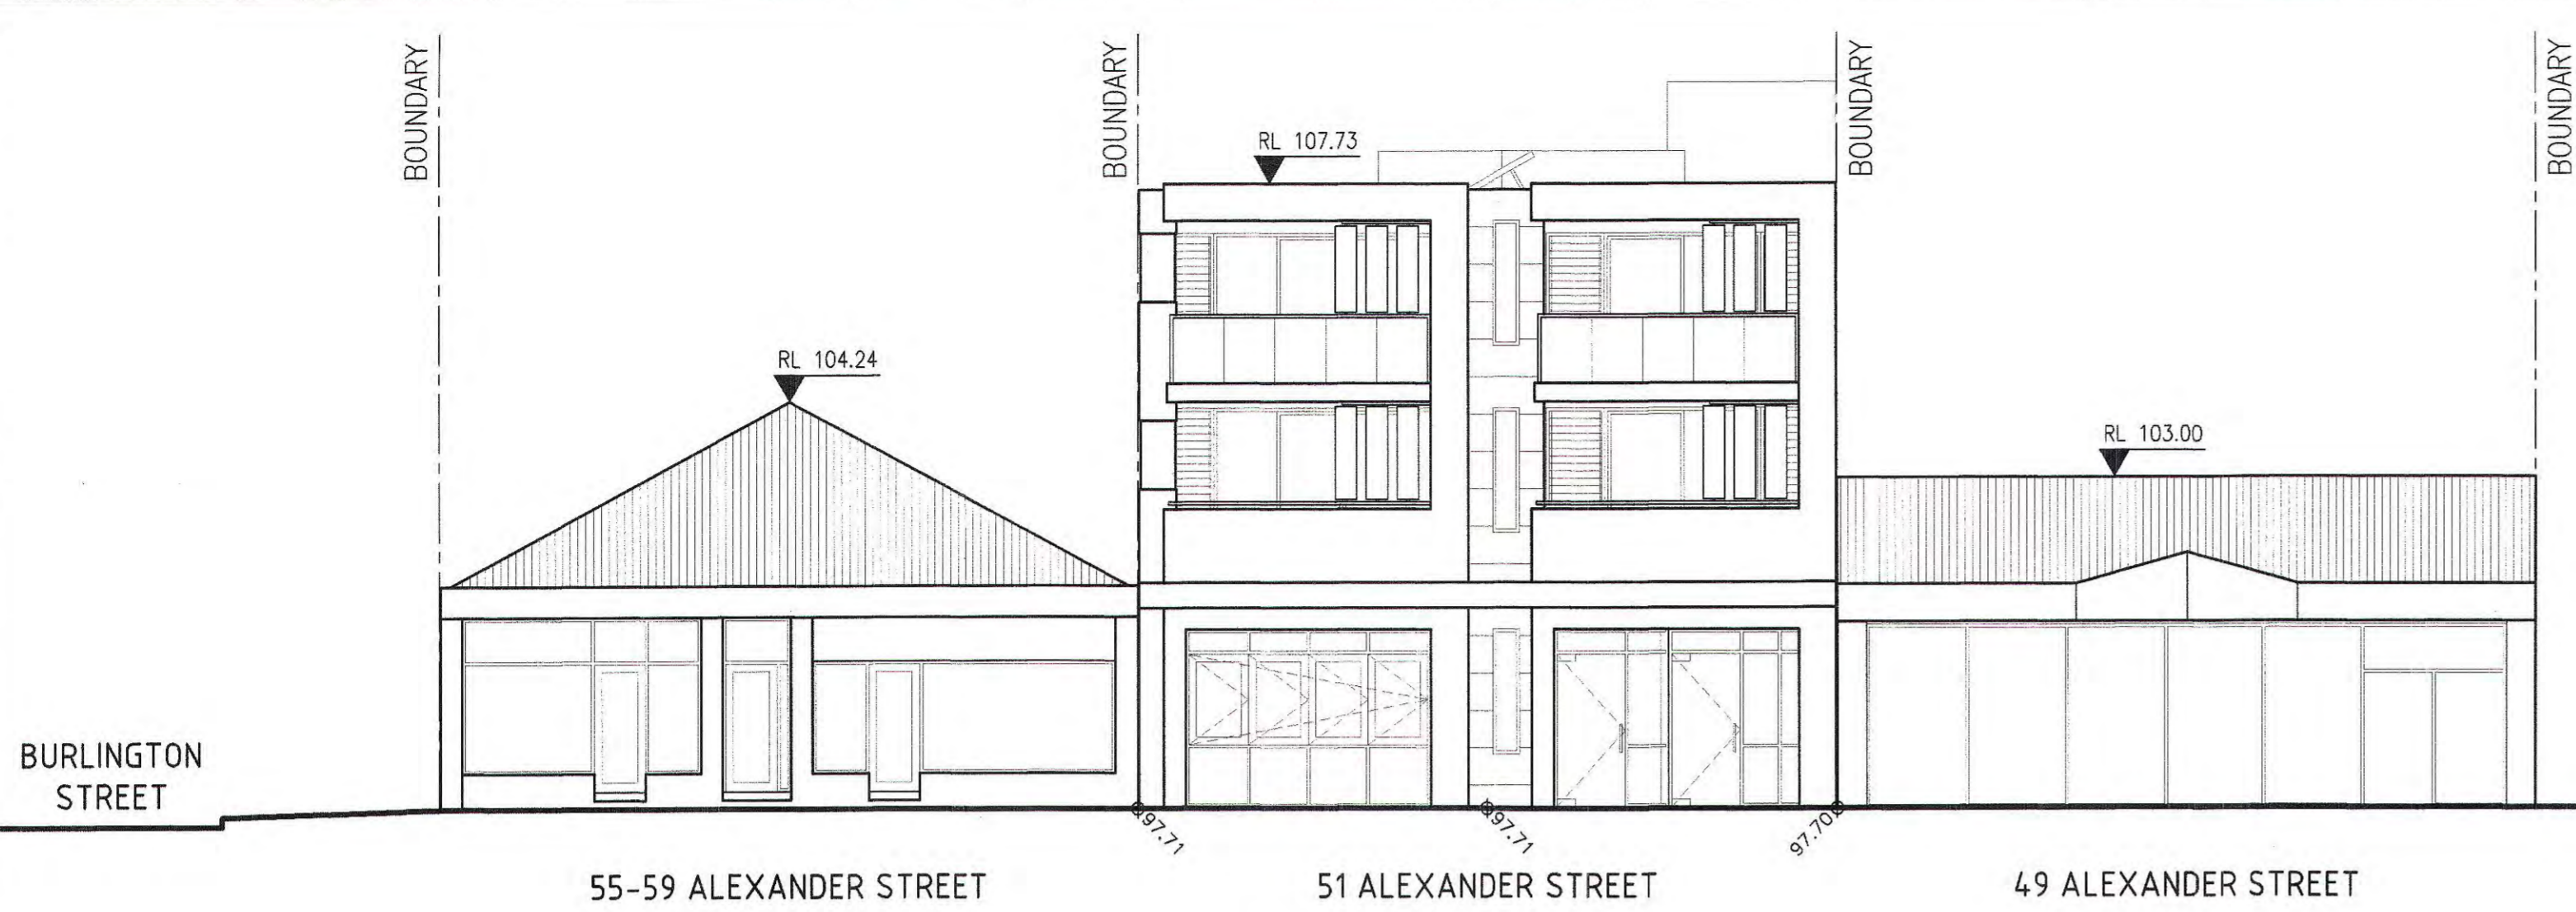 BOUNDARY
BOUNDARY
BOUNDARY
BOUNDARY
RL 107.73
RL 104.24
RL 103.00
BURLINGTON
STREET
97.71
97.71
97.70
55-59 ALEXANDER STREET
51 ALEXANDER STREET
49 ALEXANDER STREET